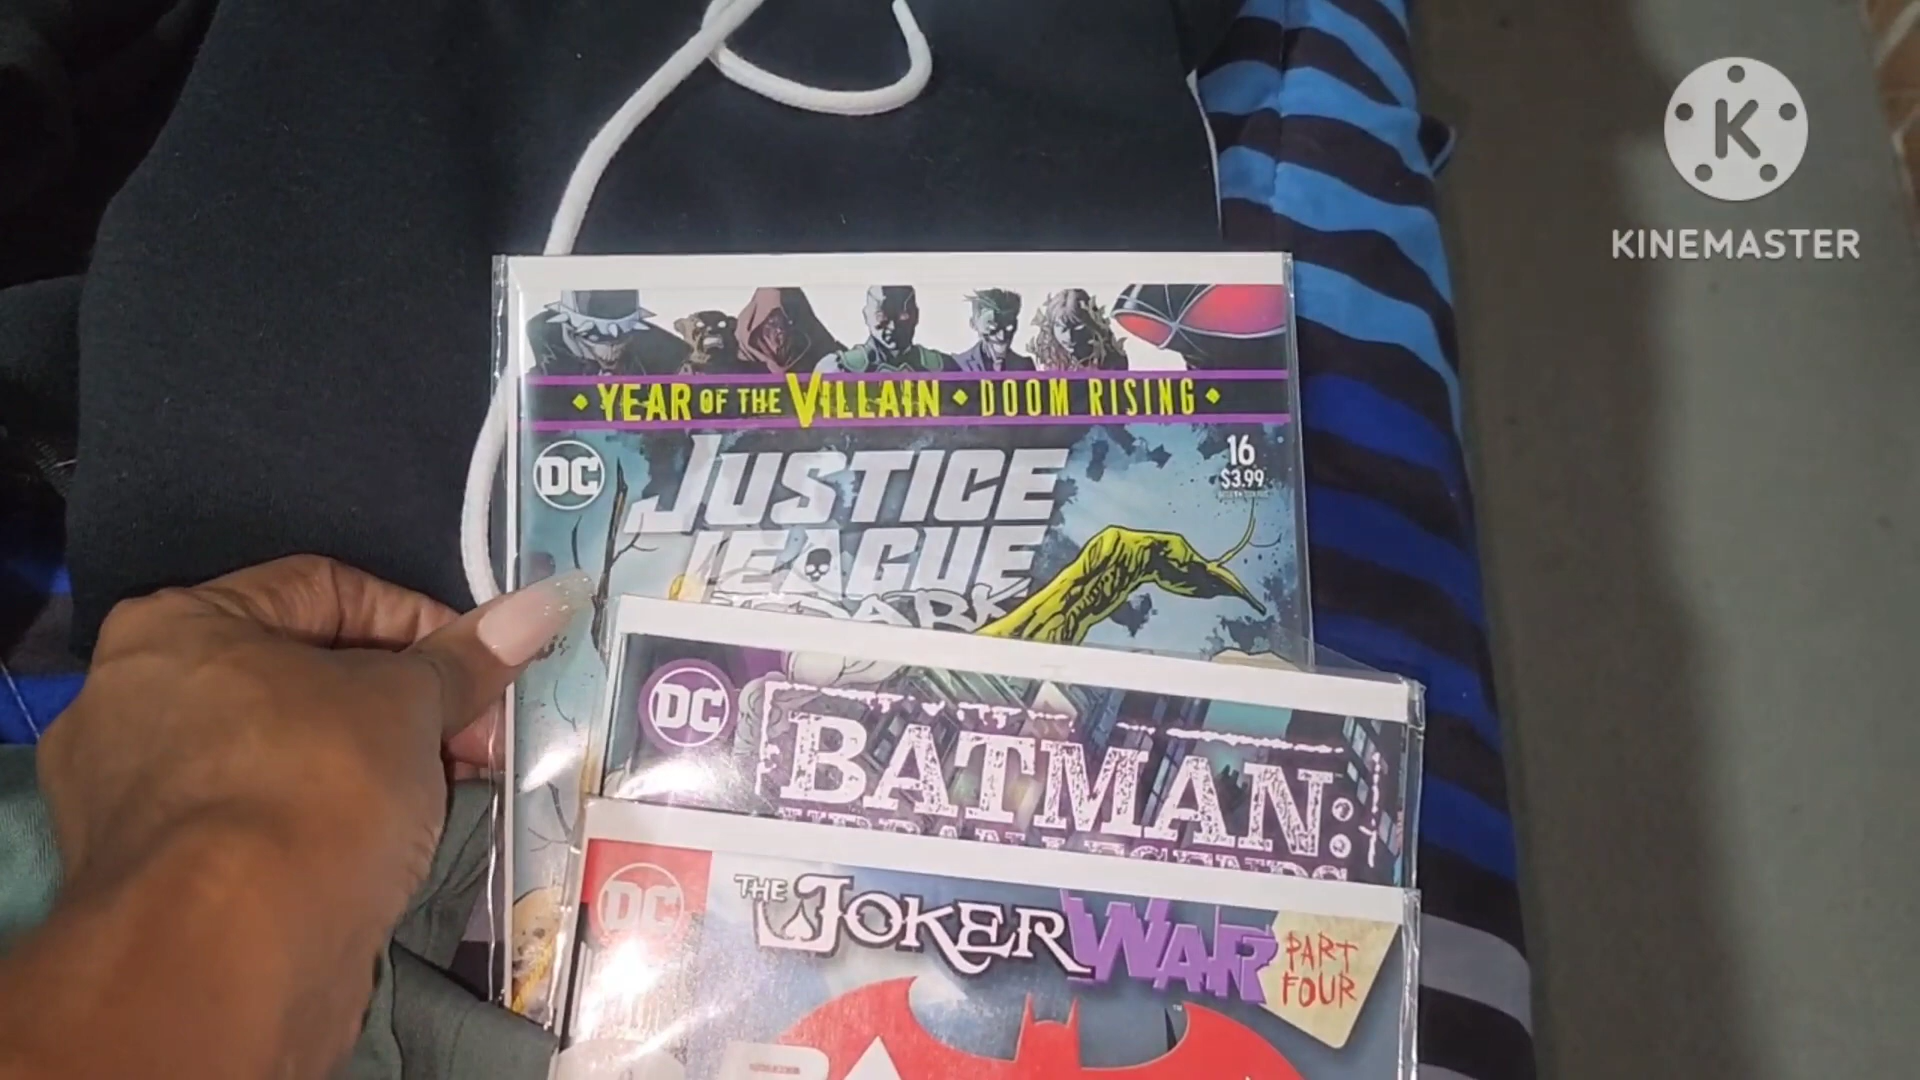 K
KINEMASTER
YEAR OF THE VILLAIN • DOOM RISING
DC
16
$3.99
JUSTICE
LEAGUE
DARK
DC
BATMAN:
DC
THE JOKER WAR
PART
FOUR